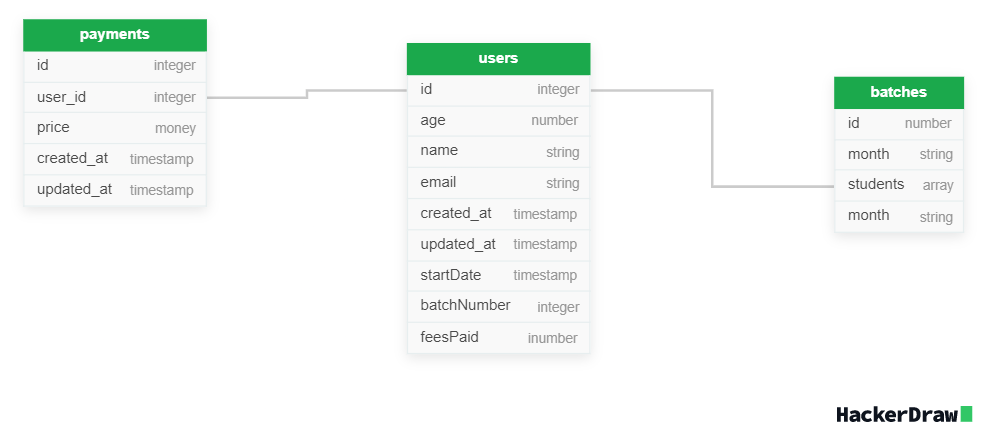 payments
id integer
user_id integer
price money
created_at timestamp
updated_at timestamp
users
id integer
age number
name string
email string
created_at timestamp
updated_at timestamp
startDate timestamp
batchNumber integer
feesPaid inumber
batches
id number
month string
students array
month string
HackerDraw